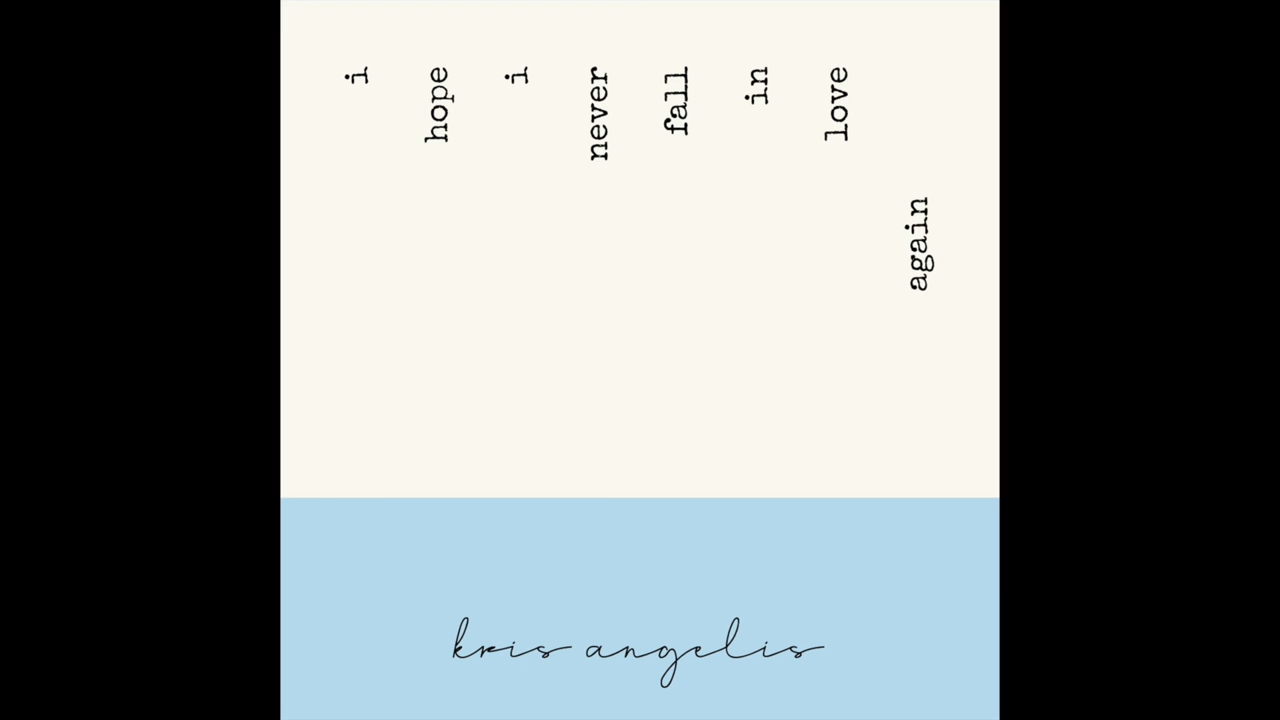 i
hope
i
never
fall
in
love
again
kris angelis